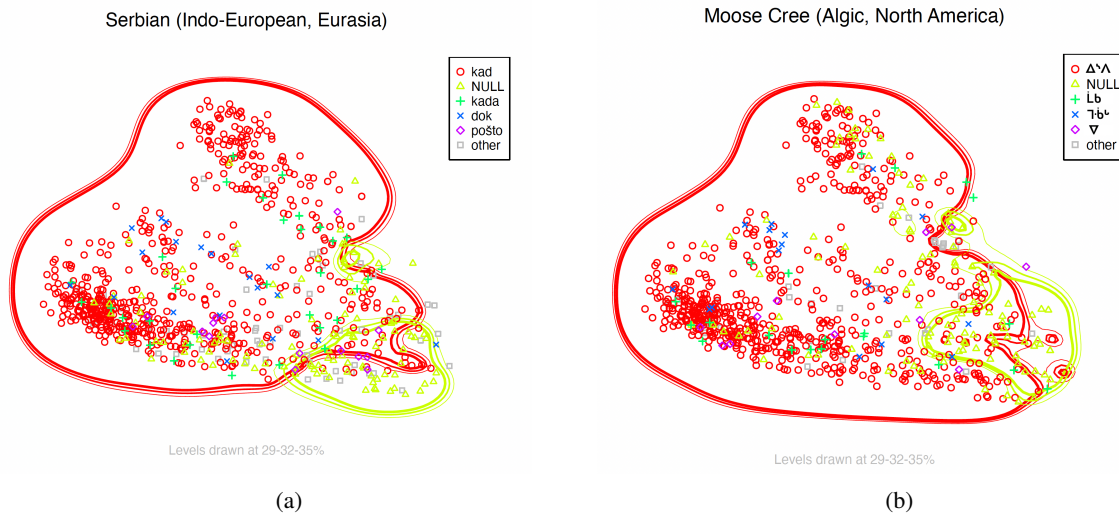 Serbian (Indo-European, Eurasia)
kad
NULL
kada
dok
pošto
other
Levels drawn at 29-32-35%
(a)
Moose Cree (Algic, North America)
ᐃᔅᐱ
NULL
ᒫᑲ
ᐁ
other
Levels drawn at 29-32-35%
(b)